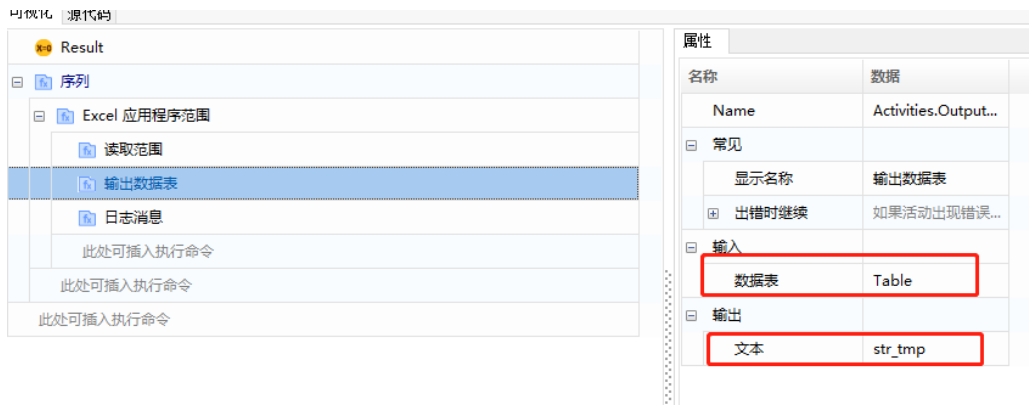 可视化 源代码
x=0 Result
序列
Excel 应用程序范围
读取范围
输出数据表
日志消息
此处可插入执行命令
此处可插入执行命令
此处可插入执行命令
属性
名称 数据
Name Activities.Output...
常见
显示名称 输出数据表
出错时继续 如果活动出现错误...
输入
数据表 Table
输出
文本 str_tmp